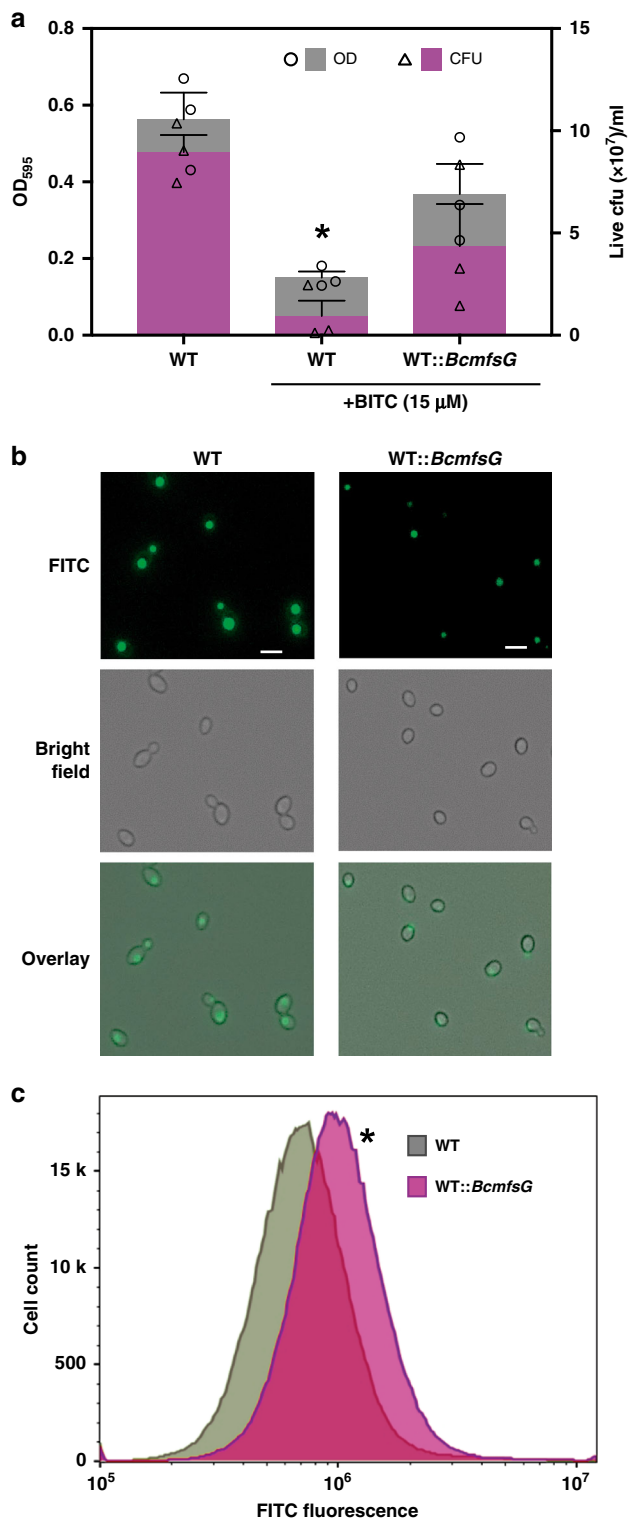 a
0.8
0.6
0.4
0.2
0.0
OD595
15
10
5
0
Live cfu (×10⁷)/ml
OD
CFU
*
WT
WT
WT::BcmfsG
+BITC (15 μM)
b
WT
WT::BcmfsG
FITC
Bright
field
Overlay
c
*
WT
WT::BcmfsG
15 k
10 k
500
0
Cell count
10⁵
10⁶
10⁷
FITC fluorescence